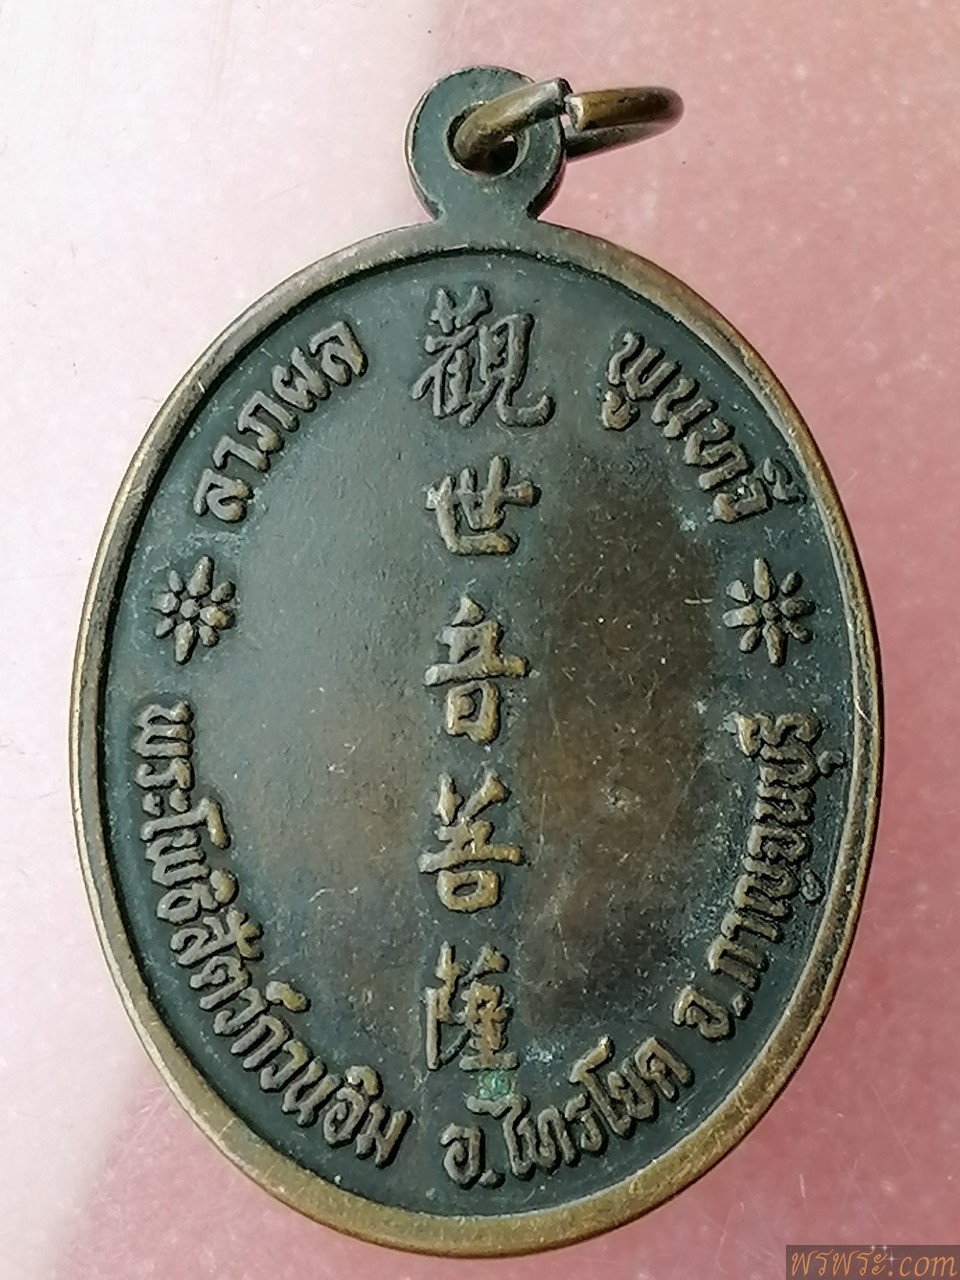 ลาภผล พูนทวี
觀世音菩薩
พระโพธิสัตว์กวนอิม อ.ไทรโยค จ.กาญจนบุรี
พรพระ.com